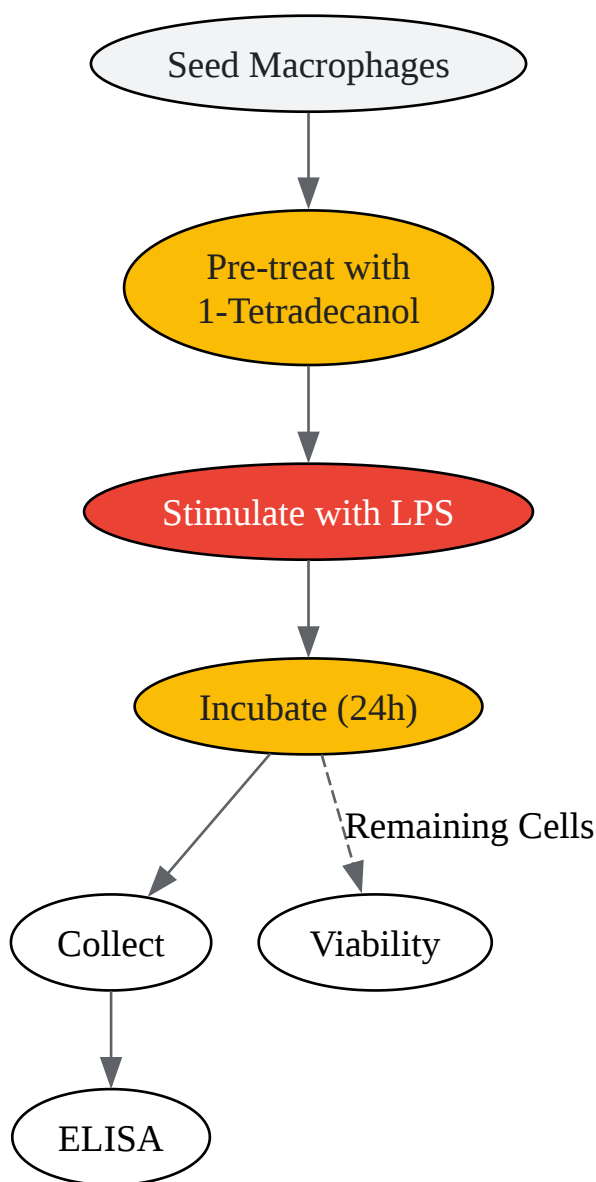 Seed Macrophages
Pre-treat with
1-Tetradecanol
Stimulate with LPS
Incubate (24h)
Remaining Cells
Collect
Viability
ELISA